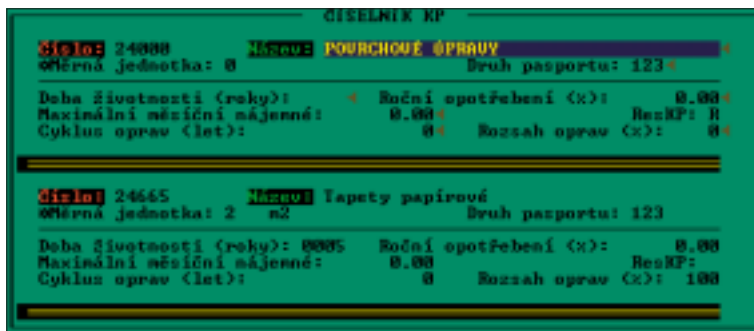 ČÍSELNÍK KP
Číslo: 24000 Název: POVRCHOVÉ ÚPRAVY
Měrná jednotka: 0 Druh pasportu: 123
Doba životnosti (roky): Roční opotřebení (%): 0.00
Maximální měsíční nájemné: 0.00 ResKP: R
Cyklus oprav (let): 0 Rozsah oprav (%): 0
Číslo: 24665 Název: Tapety papírové
Měrná jednotka: 2 m2 Druh pasportu: 123
Doba životnosti (roky): 0005 Roční opotřebení (%): 0.00
Maximální měsíční nájemné: 0.00 ResKP:
Cyklus oprav (let): 0 Rozsah oprav (%): 100